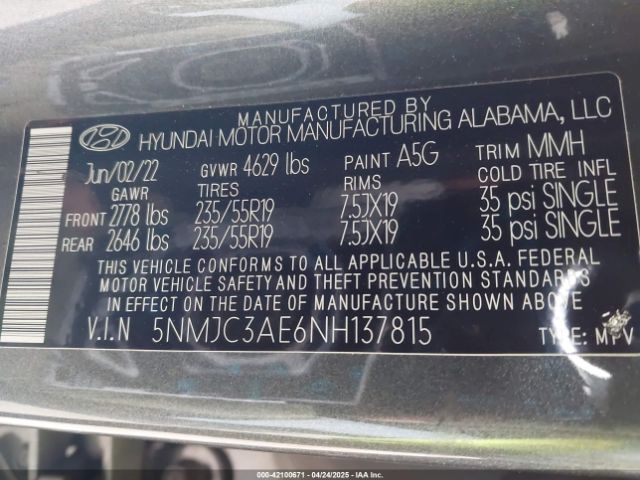 MANUFACTURED BY
HYUNDAI MOTOR MANUFACTURING ALABAMA, LLC
Jun/02/22 GVWR 4629 lbs PAINT A5G TRIM MMH
GAWR TIRES RIMS COLD TIRE INFL
FRONT 2778 lbs 235/55R19 7.5JX19 35 psi SINGLE
REAR 2646 lbs 235/55R19 7.5JX19 35 psi SINGLE
THIS VEHICLE CONFORMS TO ALL APPLICABLE U.S.A. FEDERAL
MOTOR VEHICLE SAFETY AND THEFT PREVENTION STANDARDS
IN EFFECT ON THE DATE OF MANUFACTURE SHOWN ABOVE.
V.I.N 5NMJC3AE6NH137815 TYPE: MPV
000-42100671 - 04/24/2025 - IAA Inc.